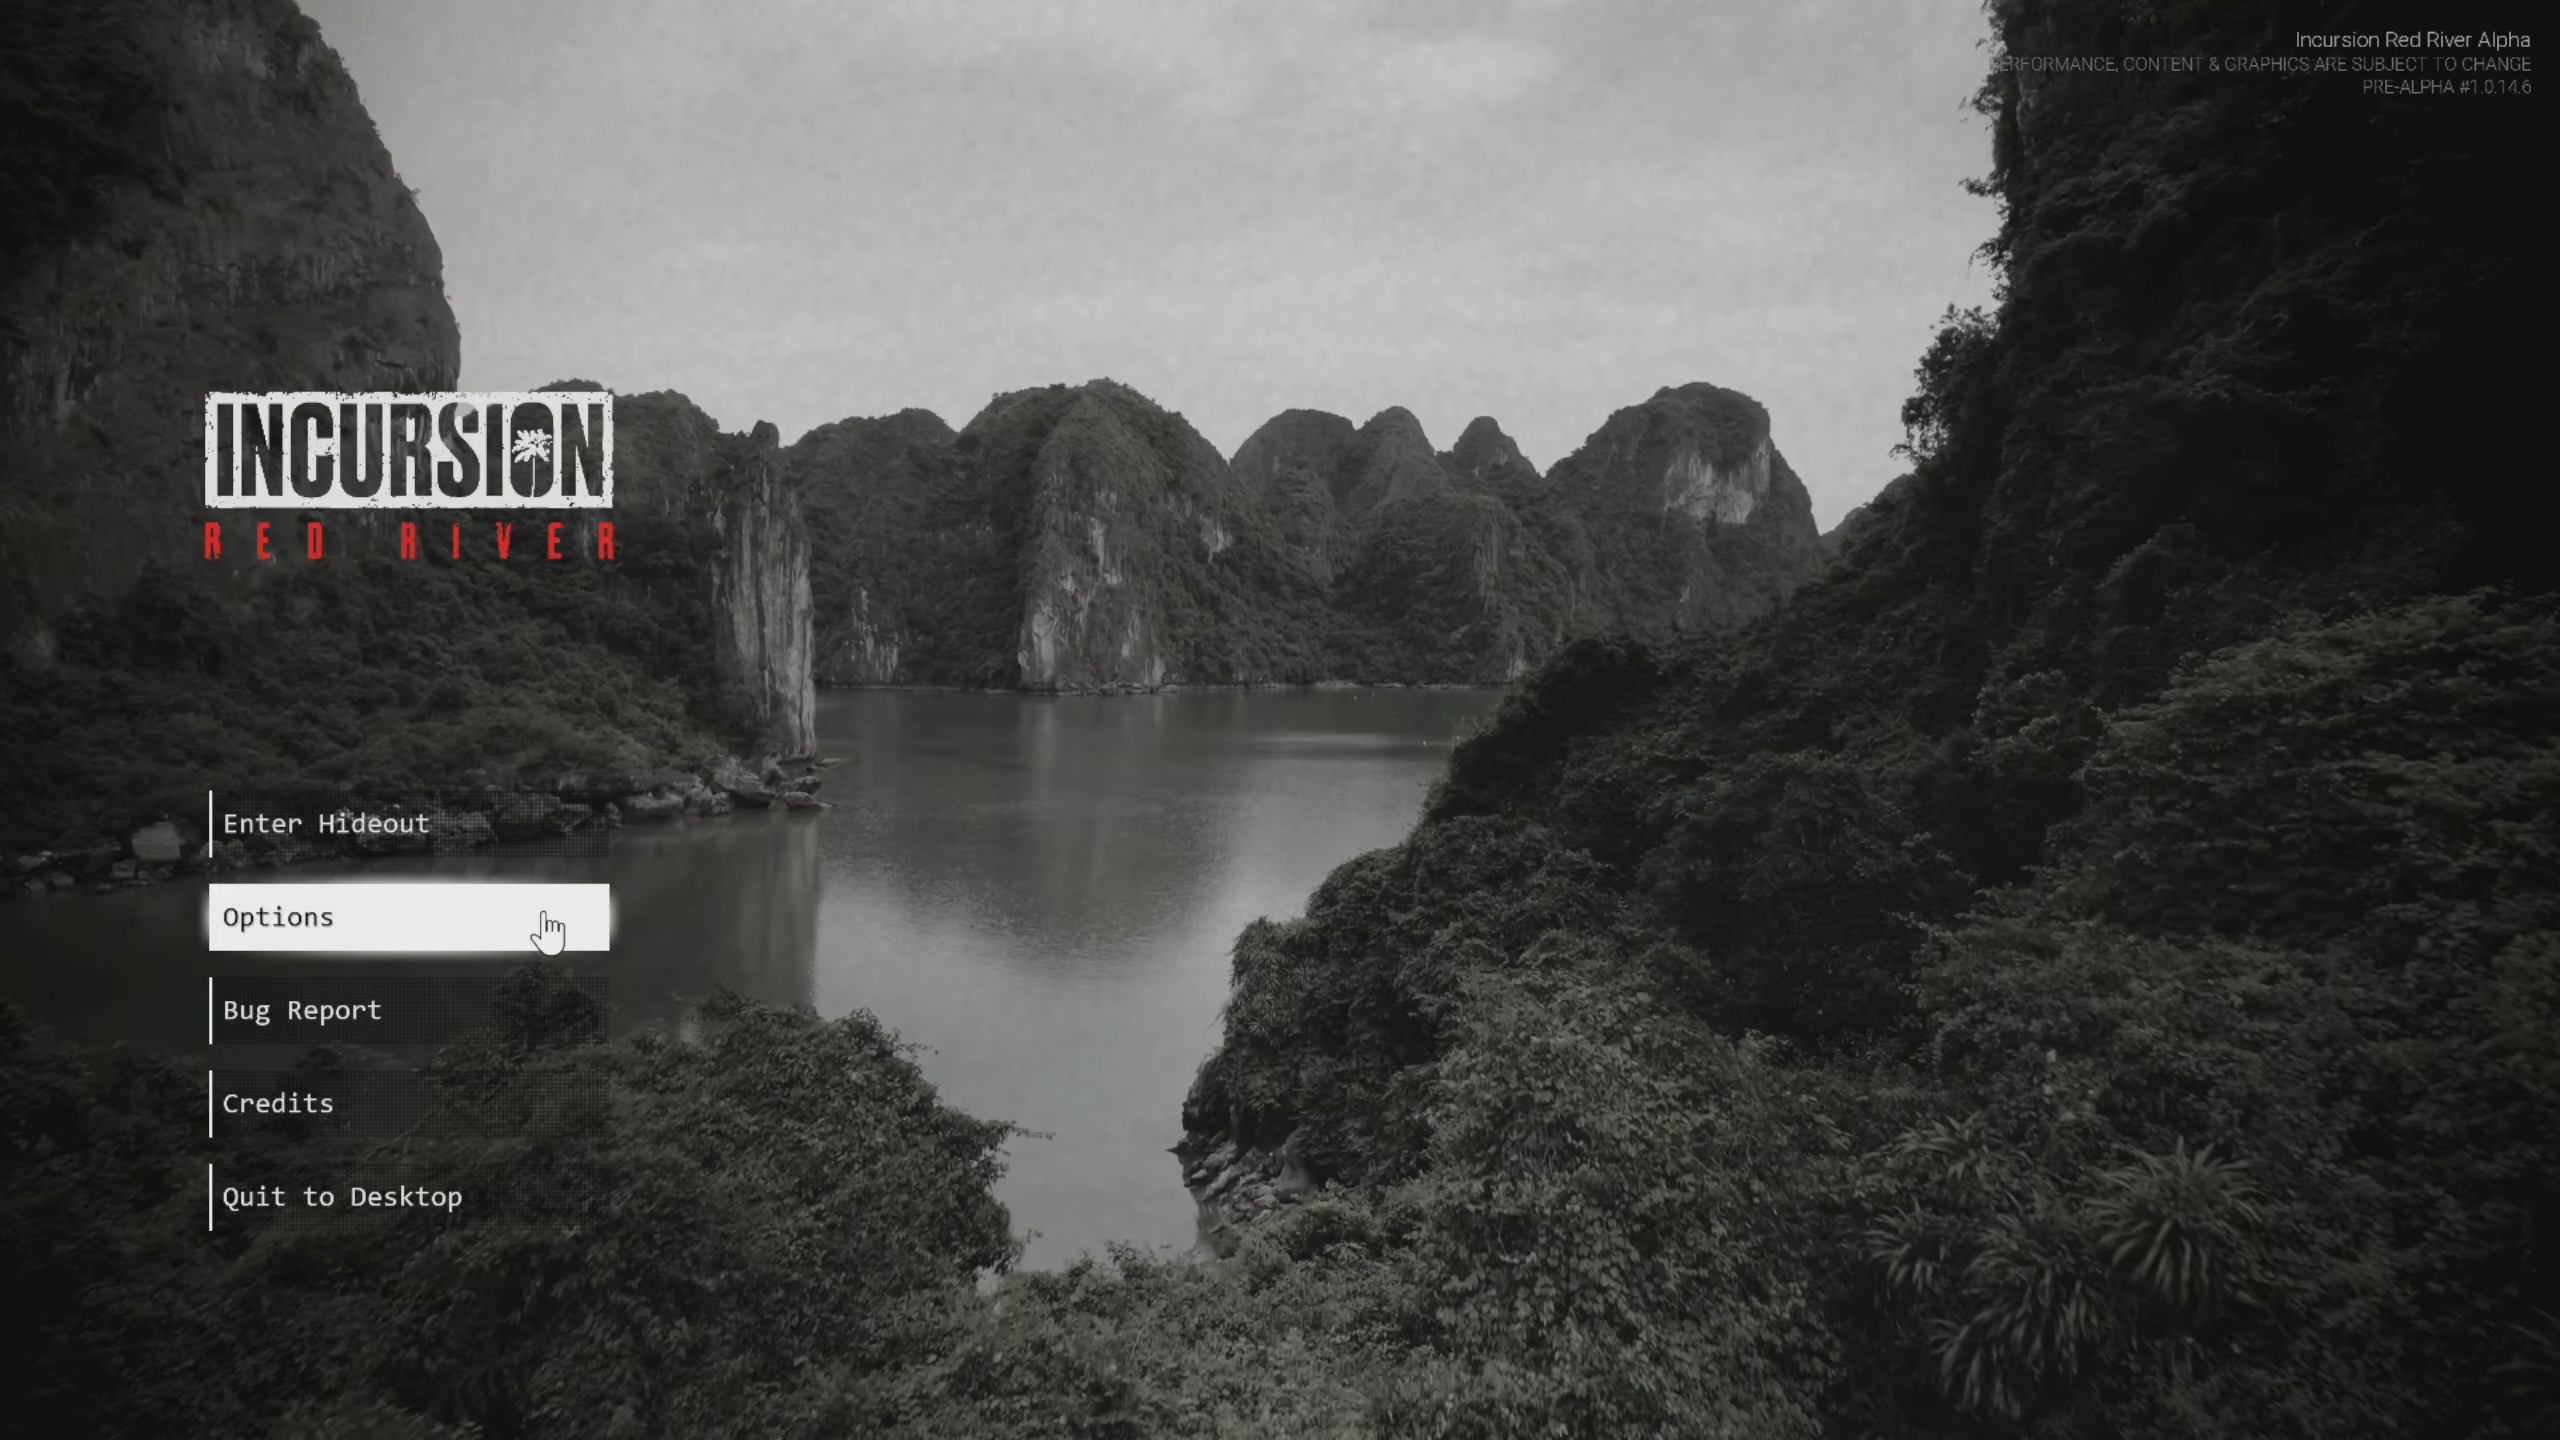 Incursion Red River Alpha
PERFORMANCE, CONTENT & GRAPHICS ARE SUBJECT TO CHANGE
PRE-ALPHA #1.0.14.6
INCURSION
RED RIVER
Enter Hideout
Options
Bug Report
Credits
Quit to Desktop